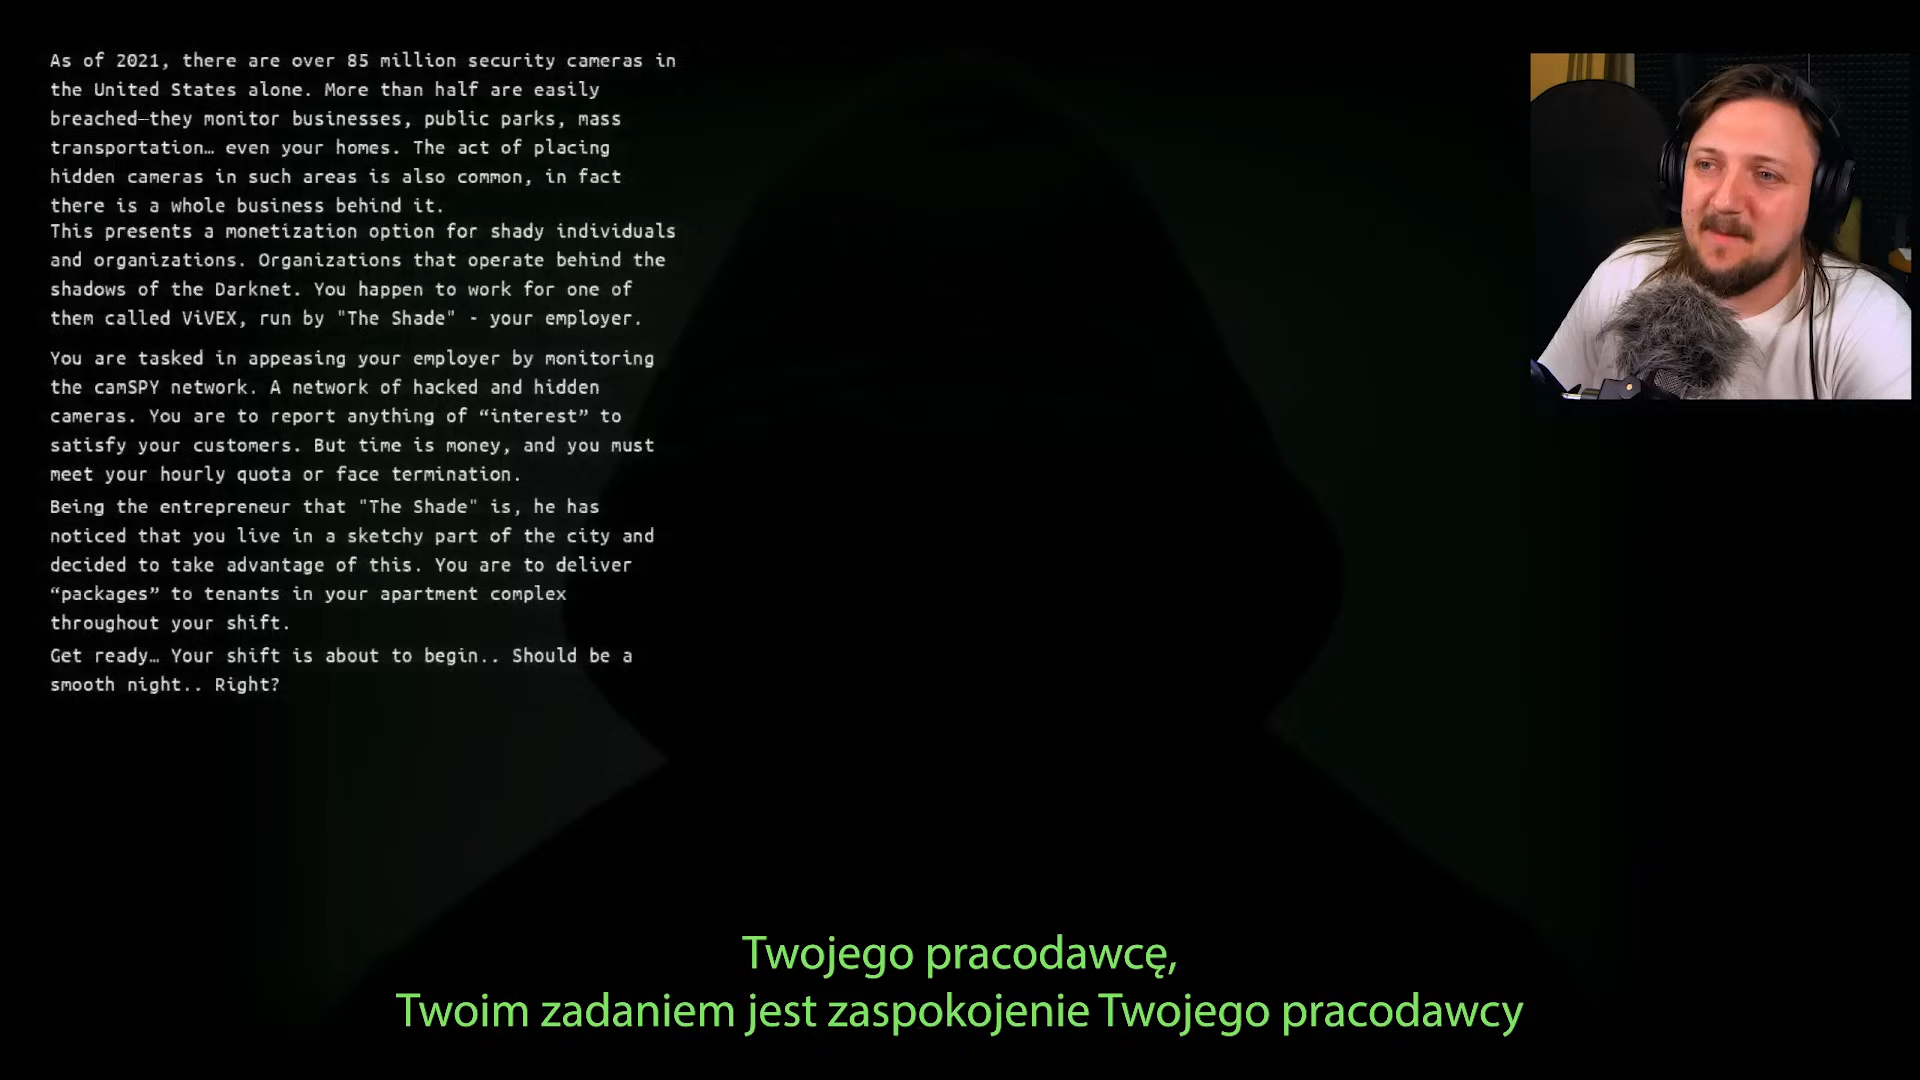 As of 2021, there are over 85 million security cameras in
the United States alone. More than half are easily
breached—they monitor businesses, public parks, mass
transportation… even your homes. The act of placing
hidden cameras in such areas is also common, in fact
there is a whole business behind it.
This presents a monetization option for shady individuals
and organizations. Organizations that operate behind the
shadows of the Darknet. You happen to work for one of
them called ViVEX, run by "The Shade" - your employer.
You are tasked in appeasing your employer by monitoring
the camSPY network. A network of hacked and hidden
cameras. You are to report anything of “interest” to
satisfy your customers. But time is money, and you must
meet your hourly quota or face termination.
Being the entrepreneur that "The Shade" is, he has
noticed that you live in a sketchy part of the city and
decided to take advantage of this. You are to deliver
“packages” to tenants in your apartment complex
throughout your shift.
Get ready… Your shift is about to begin.. Should be a
smooth night.. Right?
Twojego pracodawcę,
Twoim zadaniem jest zaspokojenie Twojego pracodawcy